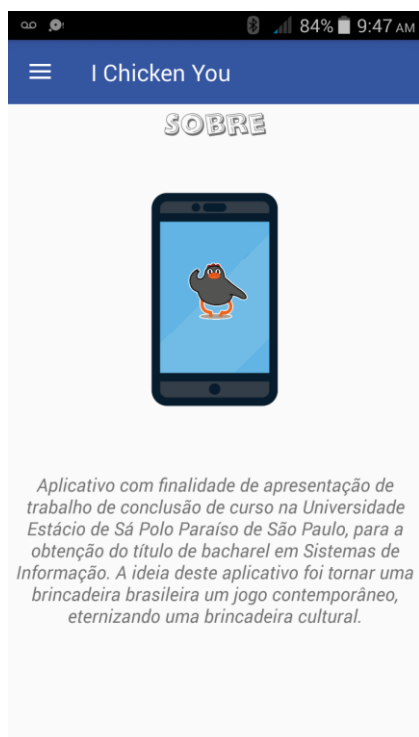 84% 9:47 AM
I Chicken You
SOBRE
Aplicativo com finalidade de apresentação de
trabalho de conclusão de curso na Universidade
Estácio de Sá Polo Paraíso de São Paulo, para a
obtenção do título de bacharel em Sistemas de
Informação. A ideia deste aplicativo foi tornar uma
brincadeira brasileira um jogo contemporâneo,
eternizando uma brincadeira cultural.